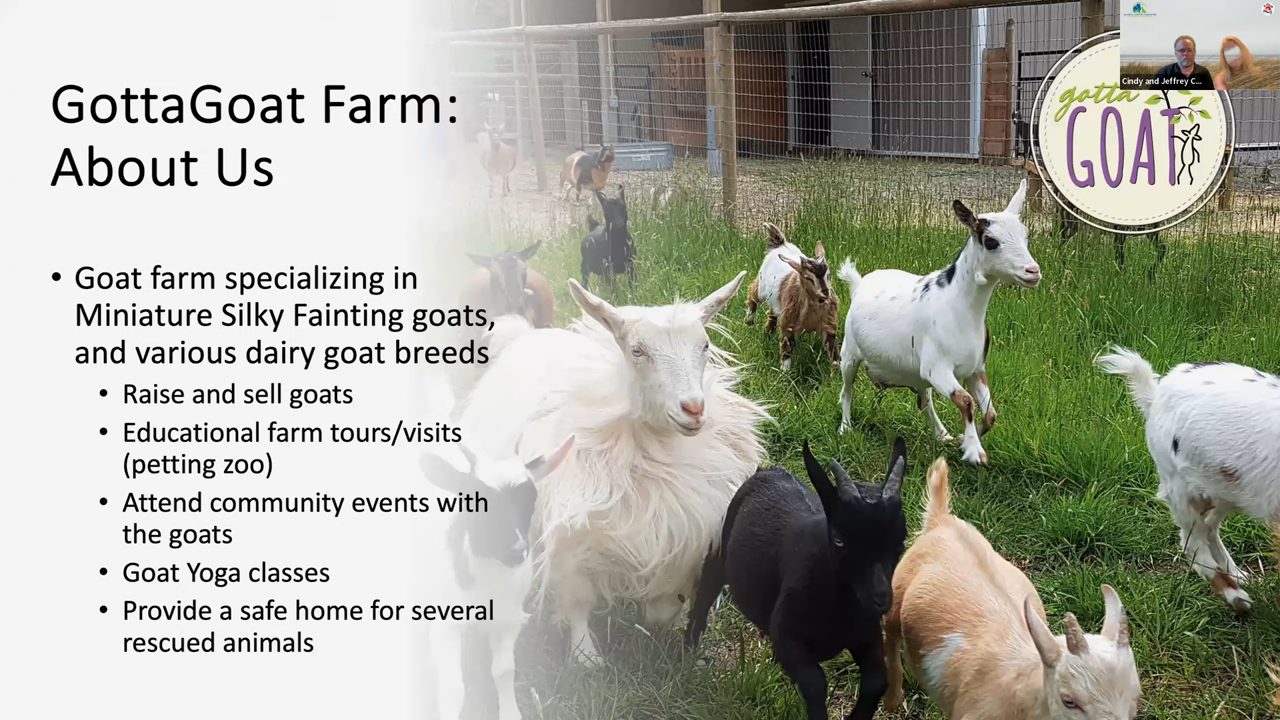 GottaGoat Farm:
About Us
• Goat farm specializing in
Miniature Silky Fainting goats,
and various dairy goat breeds
• Raise and sell goats
• Educational farm tours/visits
(petting zoo)
• Attend community events with
the goats
• Goat Yoga classes
• Provide a safe home for several
rescued animals
gotta
GOAT
Cindy and Jeffrey C...